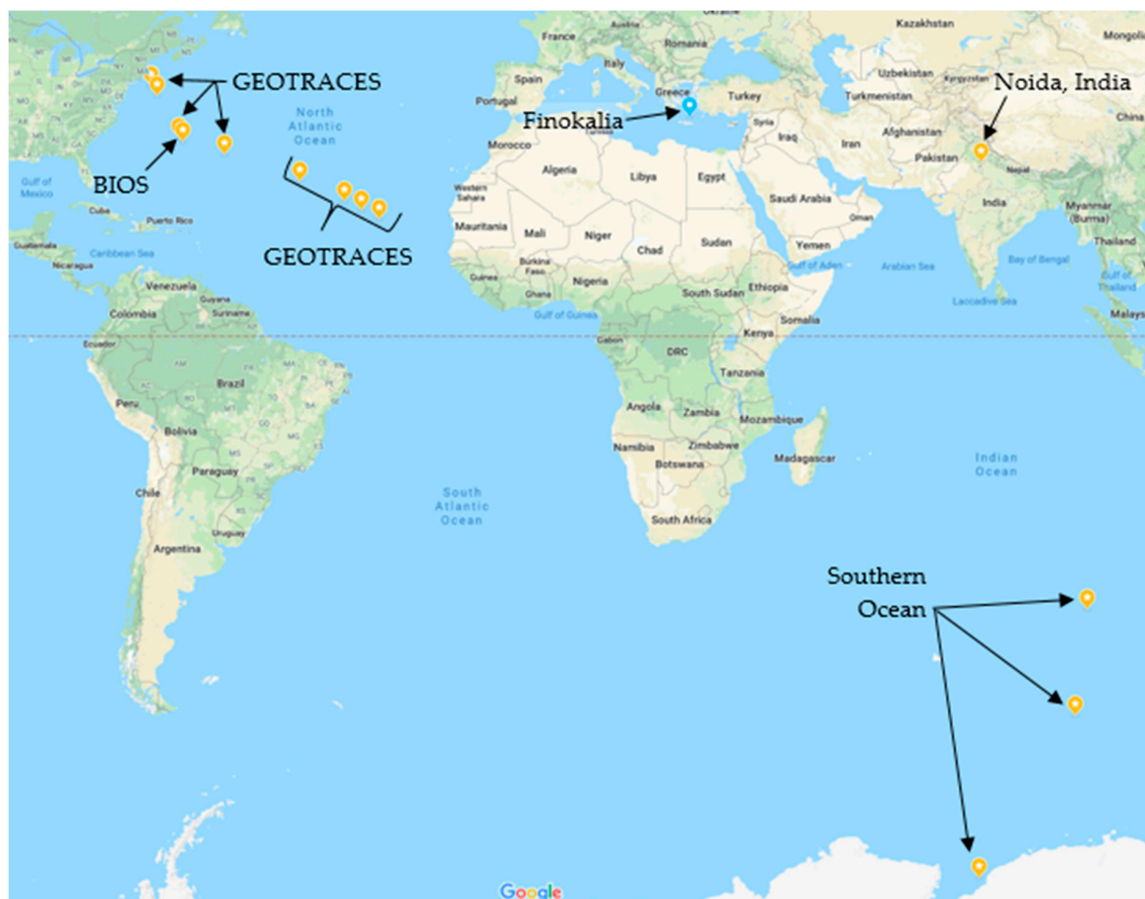 Kazakhstan
Mongolia
France
Austria
Romania
Italy
Uzbekistan
Kyrgyzstan
GEOTRACES
Noida, India
Spain
Portugal
Greece
Turkey
Turkmenistan
North
Atlantic
Ocean
Finokalia
Syria
Iraq
Iran
Afghanistan
China
Morocco
Pakistan
Nepal
BIOS
Gulf of
Mexico
Algeria
Libya
Egypt
Western
Sahara
Saudi Arabia
India
Myanmar
(Burma)
Cuba
Puerto Rico
Mauritania
Mali
Niger
Chad
Sudan
Oman
Yemen
Thailand
GEOTRACES
Guatemala
Caribbean Sea
Nicaragua
Burkina
Faso
Gulf of Aden
Arabian Sea
Bay of Bengal
Gulf of
Thailand
Guinea
Ghana
Nigeria
South Sudan
Ethiopia
Laccadive Sea
Venezuela
Guyana
Suriname
Colombia
Gulf of Guinea
Somalia
Malays
Ecuador
Gabon
Kenya
DRC
Tanzania
Brazil
Peru
Angola
Zambia
Mozambique
Bolivia
Namibia
Zimbabwe
Botswana
Madagascar
Indian
Ocean
Paraguay
Chile
South
Atlantic
Ocean
South Africa
Uruguay
Argentina
Southern
Ocean
Google